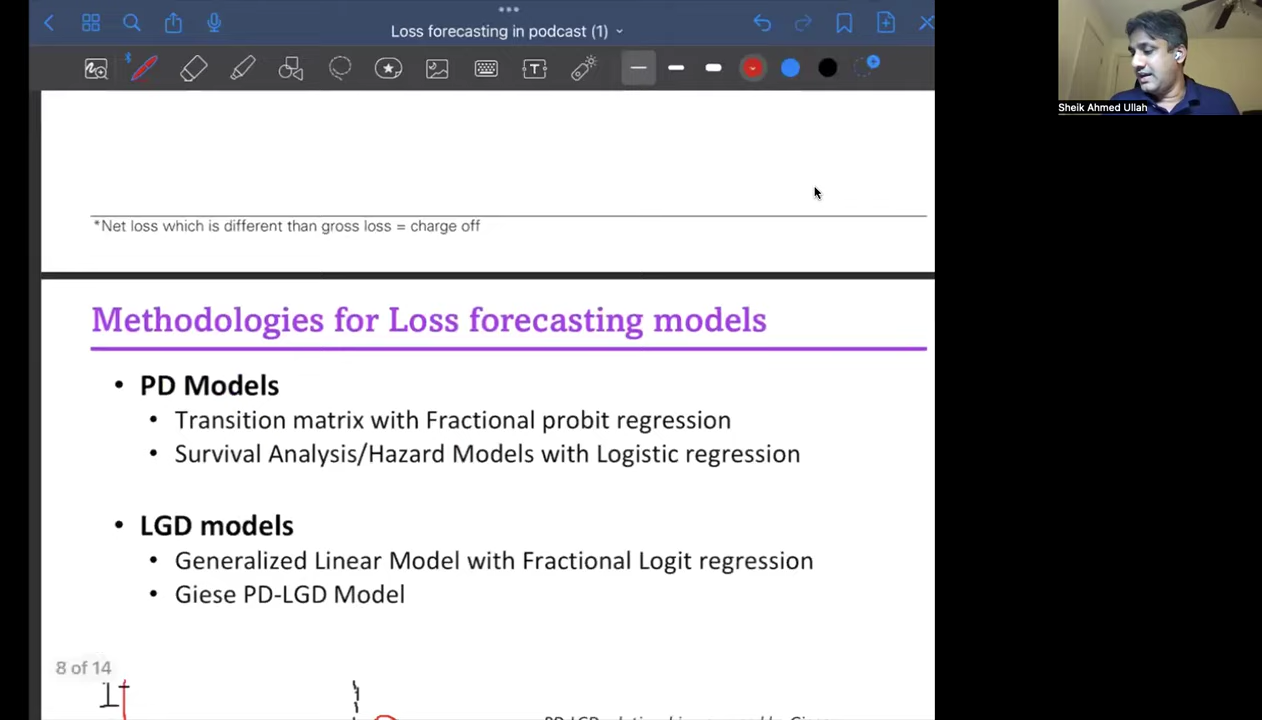 Loss forecasting in podcast (1)
Sheik Ahmed Ullah
*Net loss which is different than gross loss = charge off
Methodologies for Loss forecasting models
• PD Models
• Transition matrix with Fractional probit regression
• Survival Analysis/Hazard Models with Logistic regression
• LGD models
• Generalized Linear Model with Fractional Logit regression
• Giese PD-LGD Model
8 of 14